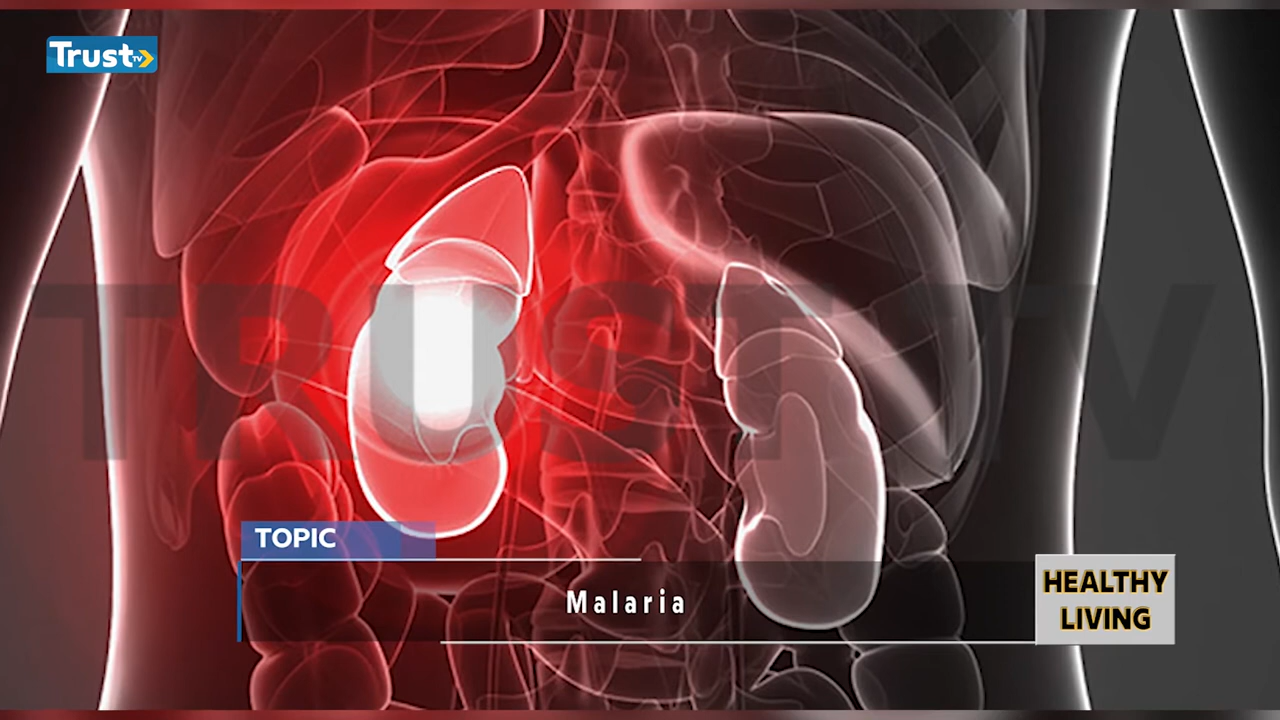 Trust TV
TRUST TV
TOPIC
Malaria
HEALTHY
LIVING